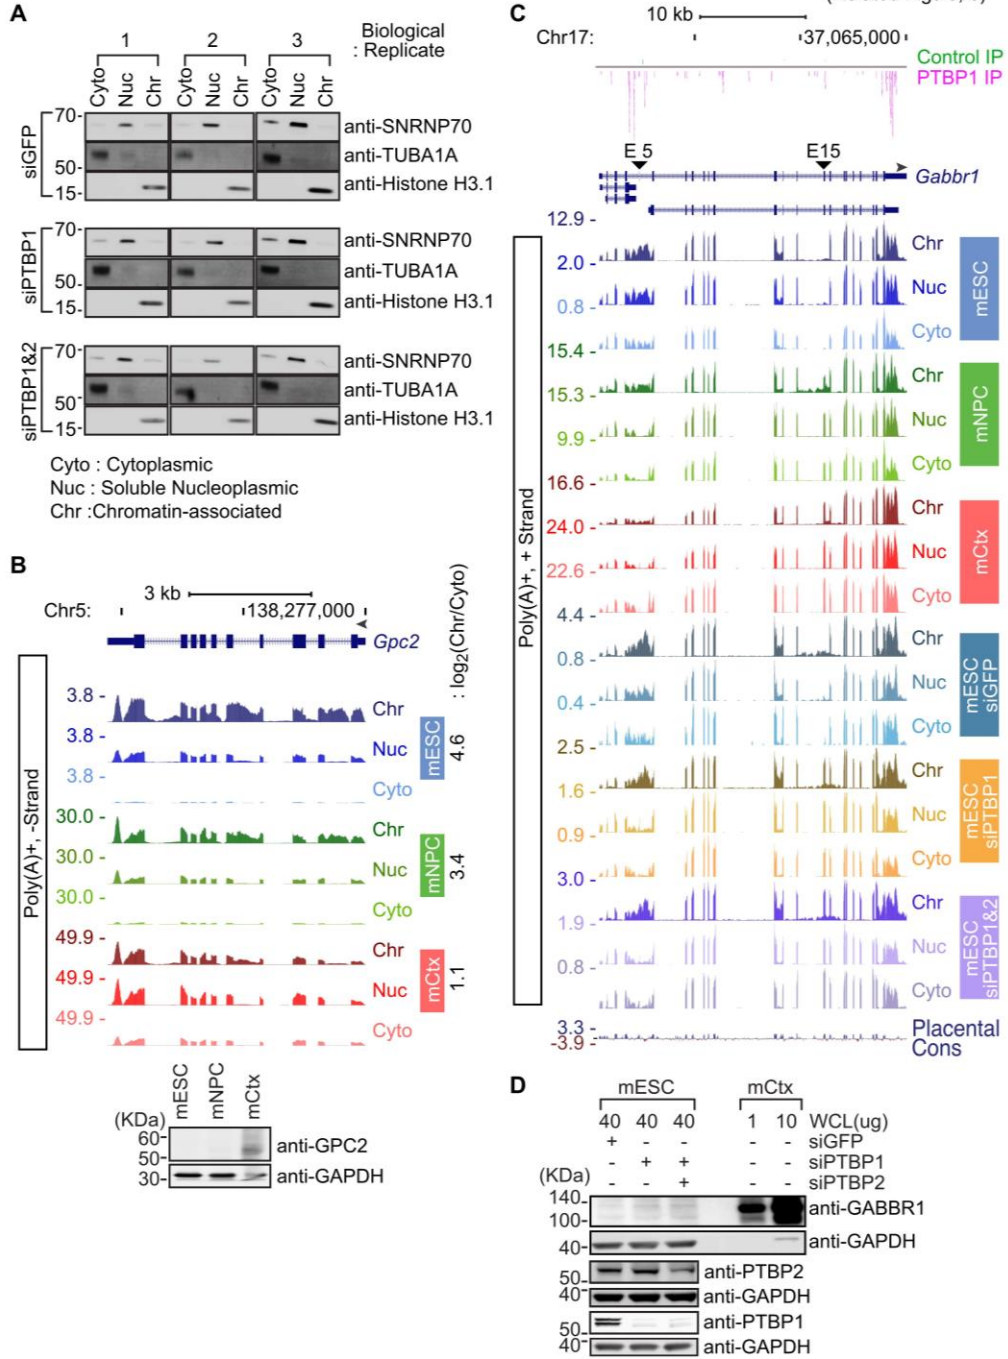 A
1 2 3 Biological
: Replicate
Cyto Nuc Chr Cyto Nuc Chr Cyto Nuc Chr
siGFP
70-
50-
15-
anti-SNRNP70
anti-TUBA1A
anti-Histone H3.1
siPTBP1
70-
50-
15-
anti-SNRNP70
anti-TUBA1A
anti-Histone H3.1
siPTBP1&2
70-
50-
15-
anti-SNRNP70
anti-TUBA1A
anti-Histone H3.1
Cyto : Cytoplasmic
Nuc : Soluble Nucleoplasmic
Chr :Chromatin-associated
B
3 kb
Chr5: 138,277,000
Gpc2
: log2(Chr/Cyto)
Poly(A)+, -Strand
3.8 - Chr
3.8 - Nuc
3.8 - Cyto
mESC
4.6
30.0 - Chr
30.0 - Nuc
30.0 - Cyto
mNPC
3.4
49.9 - Chr
49.9 - Nuc
49.9 - Cyto
mCtx
1.1
mESC mNPC mCtx
(KDa)
60-
50-
30-
anti-GPC2
anti-GAPDH
C
10 kb
Chr17: 37,065,000
Control IP
PTBP1 IP
E 5 E15
Gabbr1
Poly(A)+, + Strand
12.9 - Chr
2.0 - Nuc
0.8 - Cyto
mESC
15.4 - Chr
15.3 - Nuc
9.9 - Cyto
mNPC
16.6 - Chr
24.0 - Nuc
22.6 - Cyto
mCtx
4.4 - Chr
0.8 - Nuc
0.4 - Cyto
mESC
siGFP
2.5 - Chr
1.6 - Nuc
0.9 - Cyto
mESC
siPTBP1
3.0 - Chr
1.9 - Nuc
0.8 - Cyto
mESC
siPTBP1&2
3.3 -
-3.9 -
Placental
Cons
D
mESC mCtx
40 40 40 1 10 WCL(ug)
+ - - - - siGFP
- + + - - siPTBP1
- - + - - siPTBP2
(KDa)
140-
100-
anti-GABBR1
40-
anti-GAPDH
50-
anti-PTBP2
40-
anti-GAPDH
50-
anti-PTBP1
40-
anti-GAPDH